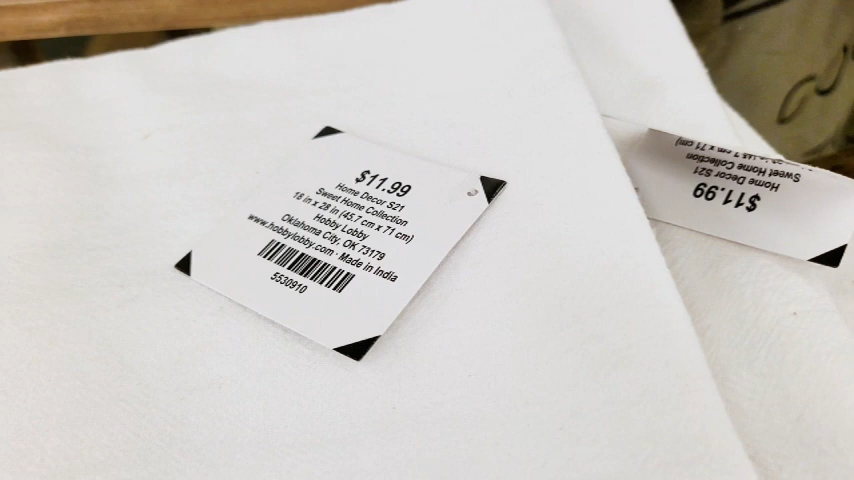 $11.99
Home Decor S21
Sweet Home Collection
18 in x 28 in (45.7 cm x 71 cm)
Hobby Lobby
Oklahoma City, OK 73179
www.hobbylobby.com · Made in India
5530910
$11.99
Home Decor S21
Sweet Home Collection
x 71 cm)